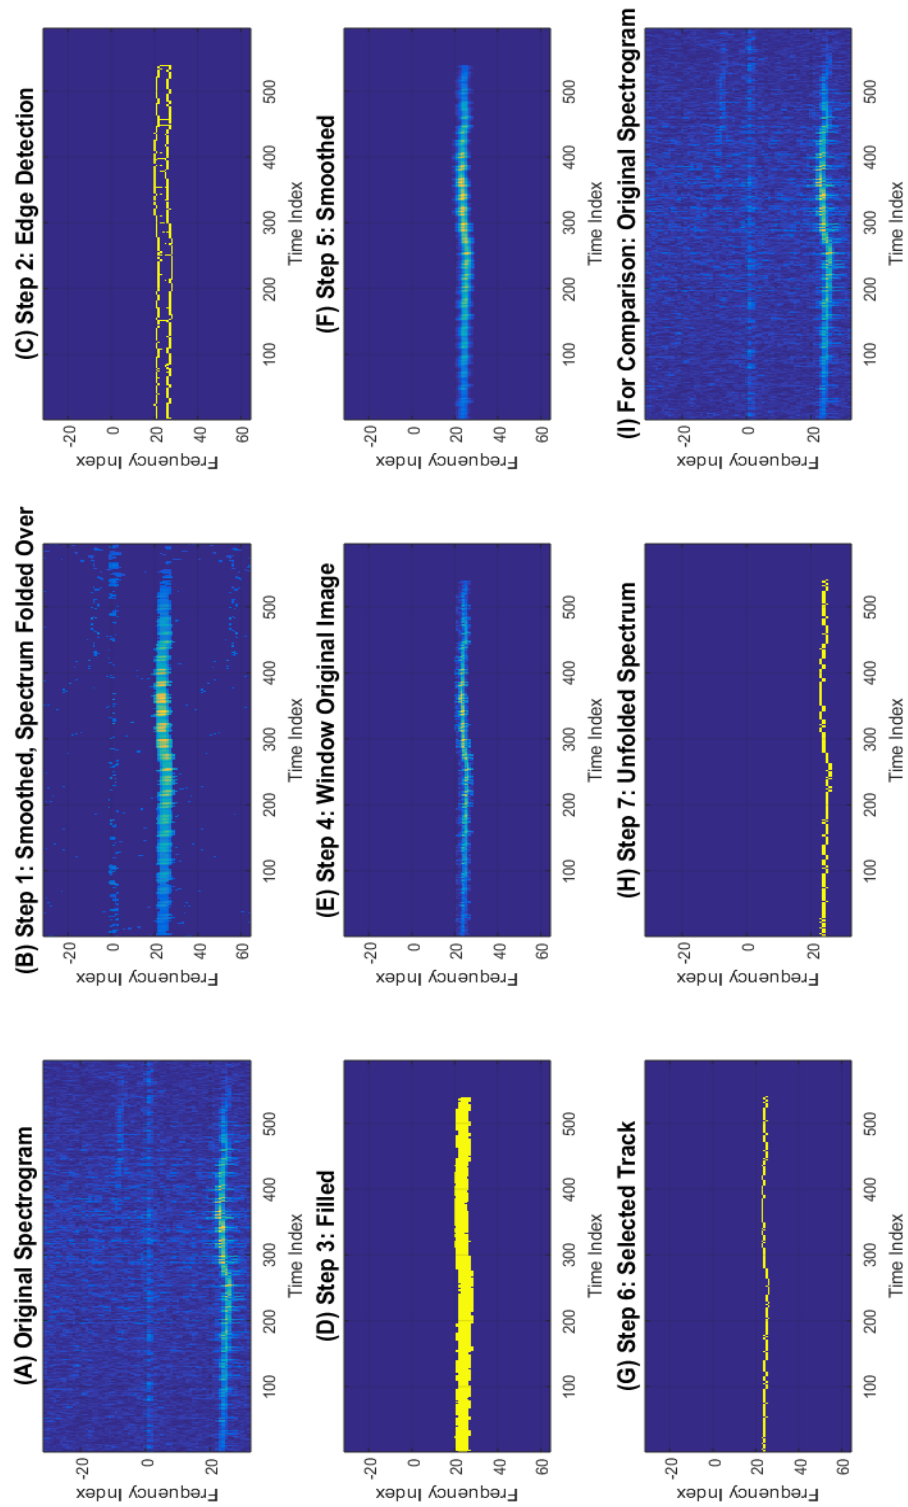 (A) Original Spectrogram
-20
0
20
Frequency Index
100 200 300 400 500
Time Index
(B) Step 1: Smoothed, Spectrum Folded Over
-20
0
20
40
60
Frequency Index
100 200 300 400 500
Time Index
(C) Step 2: Edge Detection
-20
0
20
40
60
Frequency Index
100 200 300 400 500
Time Index
(D) Step 3: Filled
-20
0
20
40
60
Frequency Index
100 200 300 400 500
Time Index
(E) Step 4: Window Original Image
-20
0
20
40
60
Frequency Index
100 200 300 400 500
Time Index
(F) Step 5: Smoothed
-20
0
20
40
60
Frequency Index
100 200 300 400 500
Time Index
(G) Step 6: Selected Track
-20
0
20
40
60
Frequency Index
100 200 300 400 500
Time Index
(H) Step 7: Unfolded Spectrum
-20
0
20
Frequency Index
100 200 300 400 500
Time Index
(I) For Comparison: Original Spectrogram
-20
0
20
Frequency Index
100 200 300 400 500
Time Index